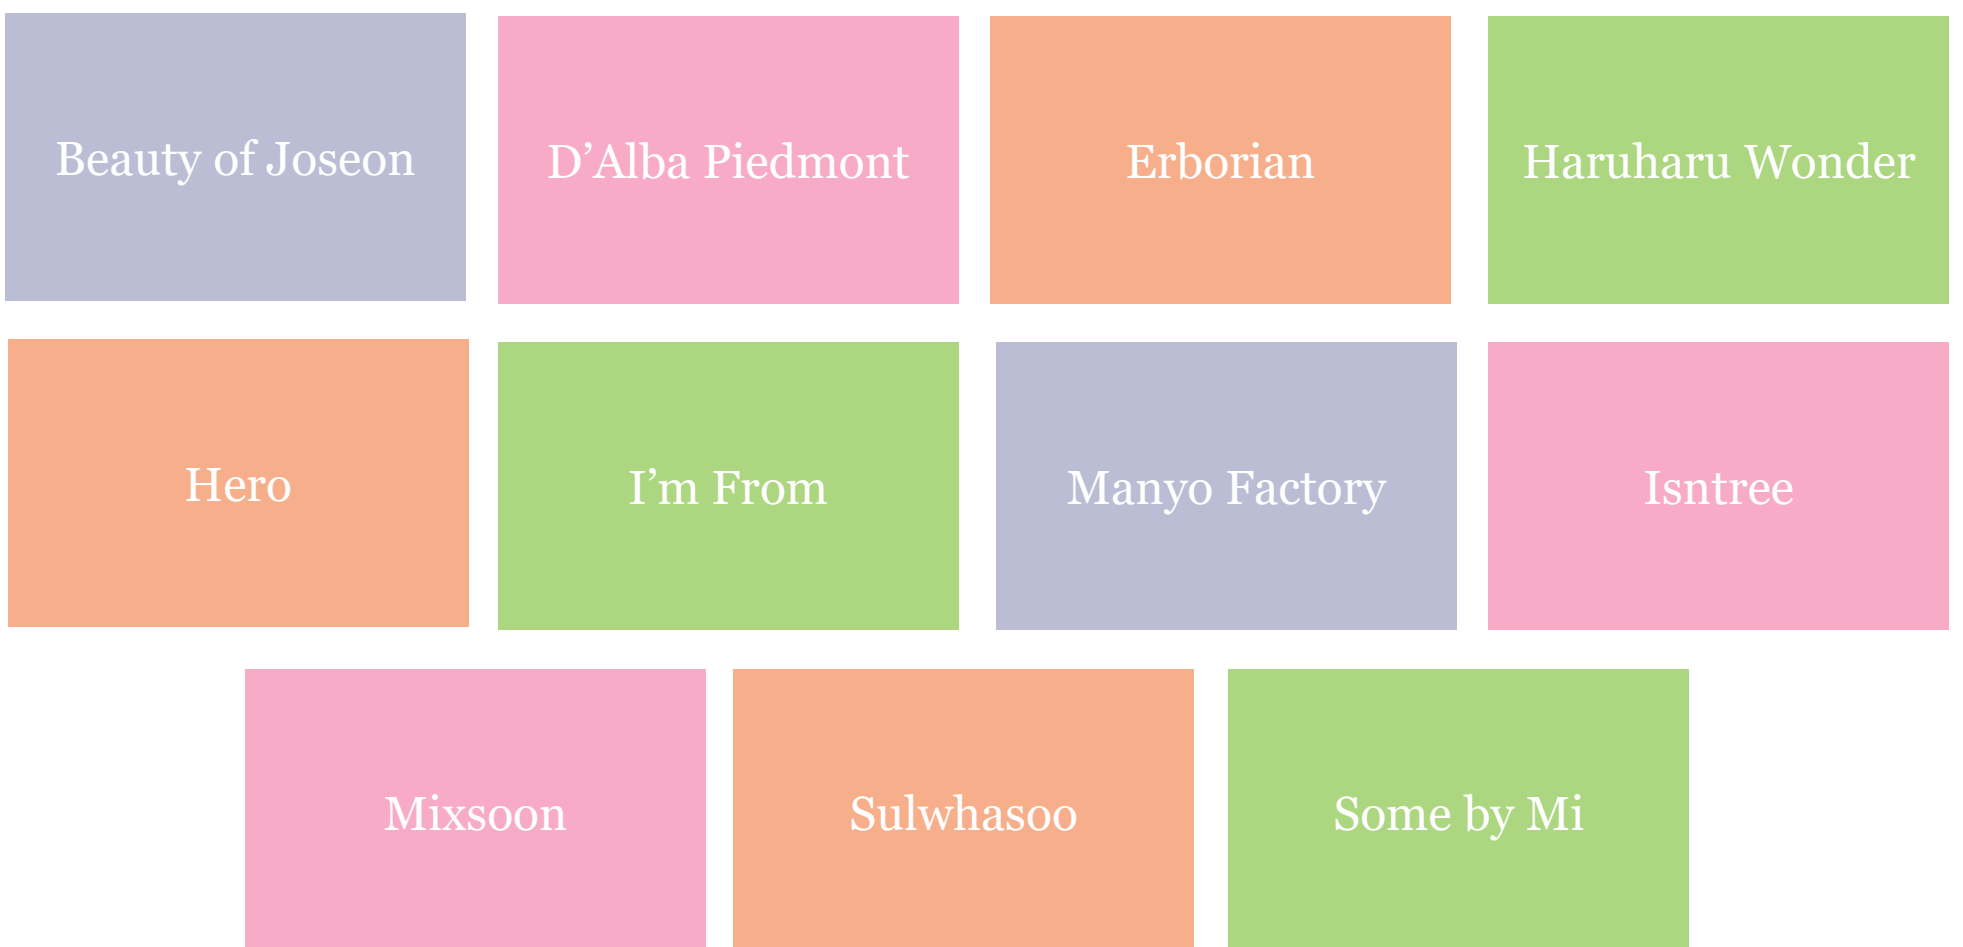 Beauty of Joseon
D’Alba Piedmont
Erborian
Haruharu Wonder
Hero
I’m From
Manyo Factory
Isntree
Mixsoon
Sulwhasoo
Some by Mi